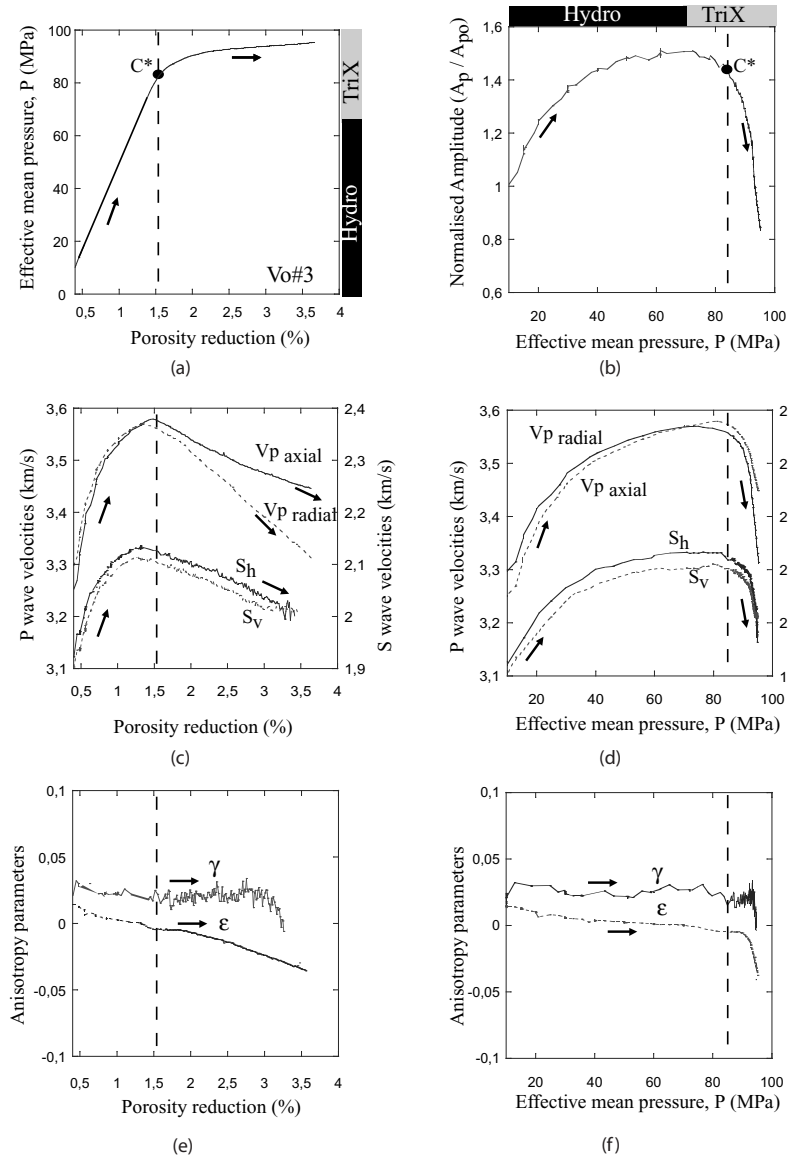 Hydro TriX
Effective mean pressure, P (MPa)
100
80
60
40
20
0
C*
Vo#3
TriX
Hydro
0,5 1 1,5 2 2,5 3 3,5 4
Porosity reduction (%)
(a)
Normalised Amplitude (Ap / Apo)
1,6
1,4
1,2
1
0,8
0,6
C*
20 40 60 80 100
Effective mean pressure, P (MPa)
(b)
P wave velocities (km/s)
3,6
3,5
3,4
3,3
3,2
3,1
Vp axial
Vp radial
Sh
Sv
2,4
2,3
2,2
2,1
2
1,9
S wave velocities (km/s)
0,5 1 1,5 2 2,5 3 3,5 4
Porosity reduction (%)
(c)
P wave velocities (km/s)
3,6
3,5
3,4
3,3
3,2
3,1
Vp radial
Vp axial
Sh
Sv
2
2
2
2
2
1
20 40 60 80 100
Effective mean pressure, P (MPa)
(d)
Anisotropy parameters
0,1
0,05
0
-0,05
-0,1
γ
ε
0,5 1 1,5 2 2,5 3 3,5 4
Porosity reduction (%)
(e)
Anisotropy parameters
0,1
0,05
0
-0,05
-0,1
γ
ε
20 40 60 80 100
Effective mean pressure, P (MPa)
(f)